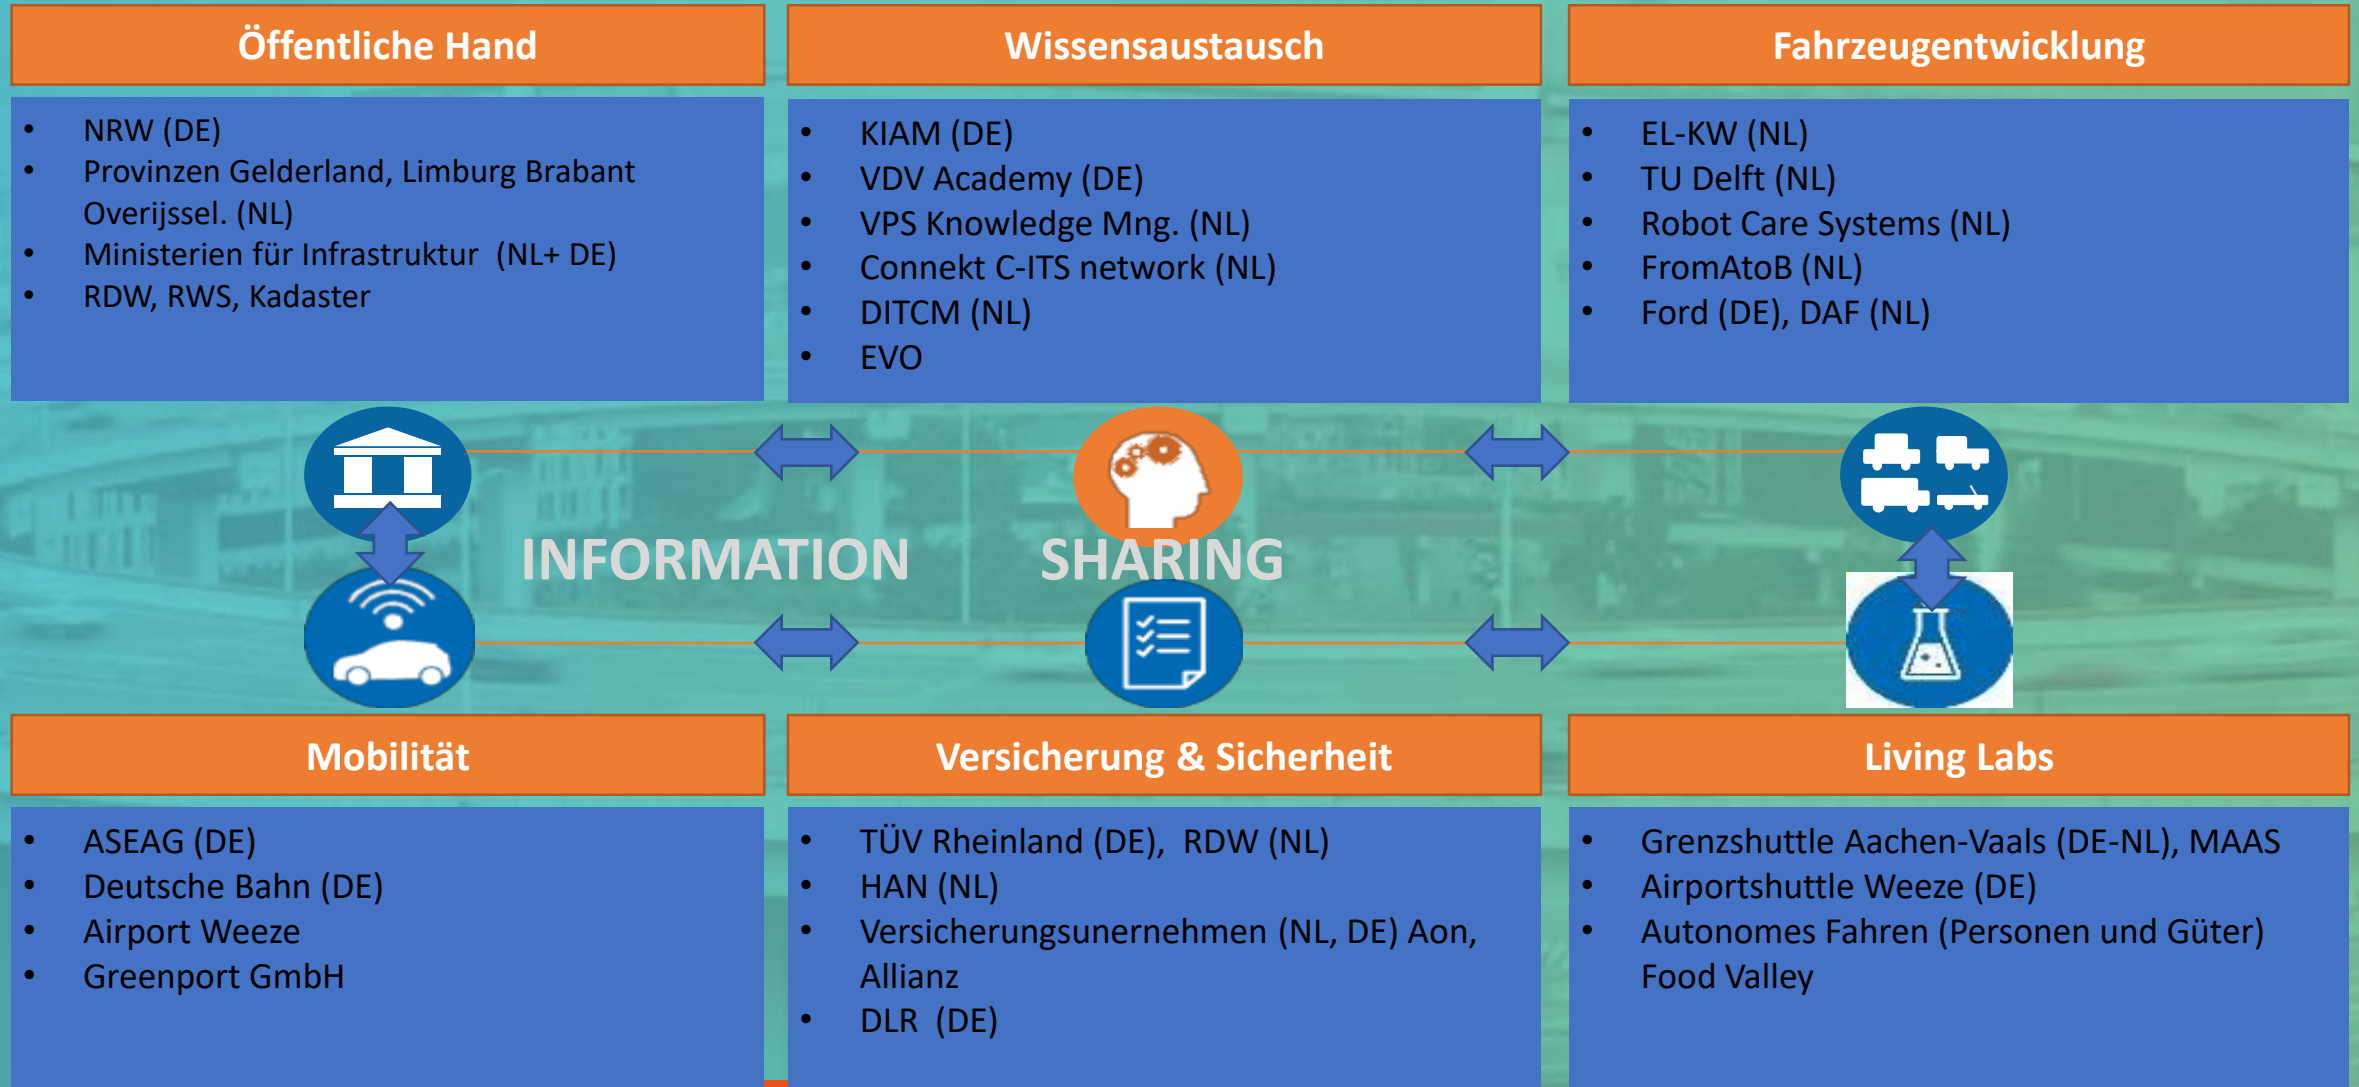 Öffentliche Hand
• NRW (DE)
• Provinzen Gelderland, Limburg Brabant
Overijssel. (NL)
• Ministerien für Infrastruktur (NL+ DE)
• RDW, RWS, Kadaster
Wissensaustausch
• KIAM (DE)
• VDV Academy (DE)
• VPS Knowledge Mng. (NL)
• Connekt C-ITS network (NL)
• DITCM (NL)
• EVO
Fahrzeugentwicklung
• EL-KW (NL)
• TU Delft (NL)
• Robot Care Systems (NL)
• FromAtoB (NL)
• Ford (DE), DAF (NL)
INFORMATION SHARING
Mobilität
• ASEAG (DE)
• Deutsche Bahn (DE)
• Airport Weeze
• Greenport GmbH
Versicherung & Sicherheit
• TÜV Rheinland (DE), RDW (NL)
• HAN (NL)
• Versicherungsunernehmen (NL, DE) Aon,
Allianz
• DLR (DE)
Living Labs
• Grenzshuttle Aachen-Vaals (DE-NL), MAAS
• Airportshuttle Weeze (DE)
• Autonomes Fahren (Personen und Güter)
Food Valley